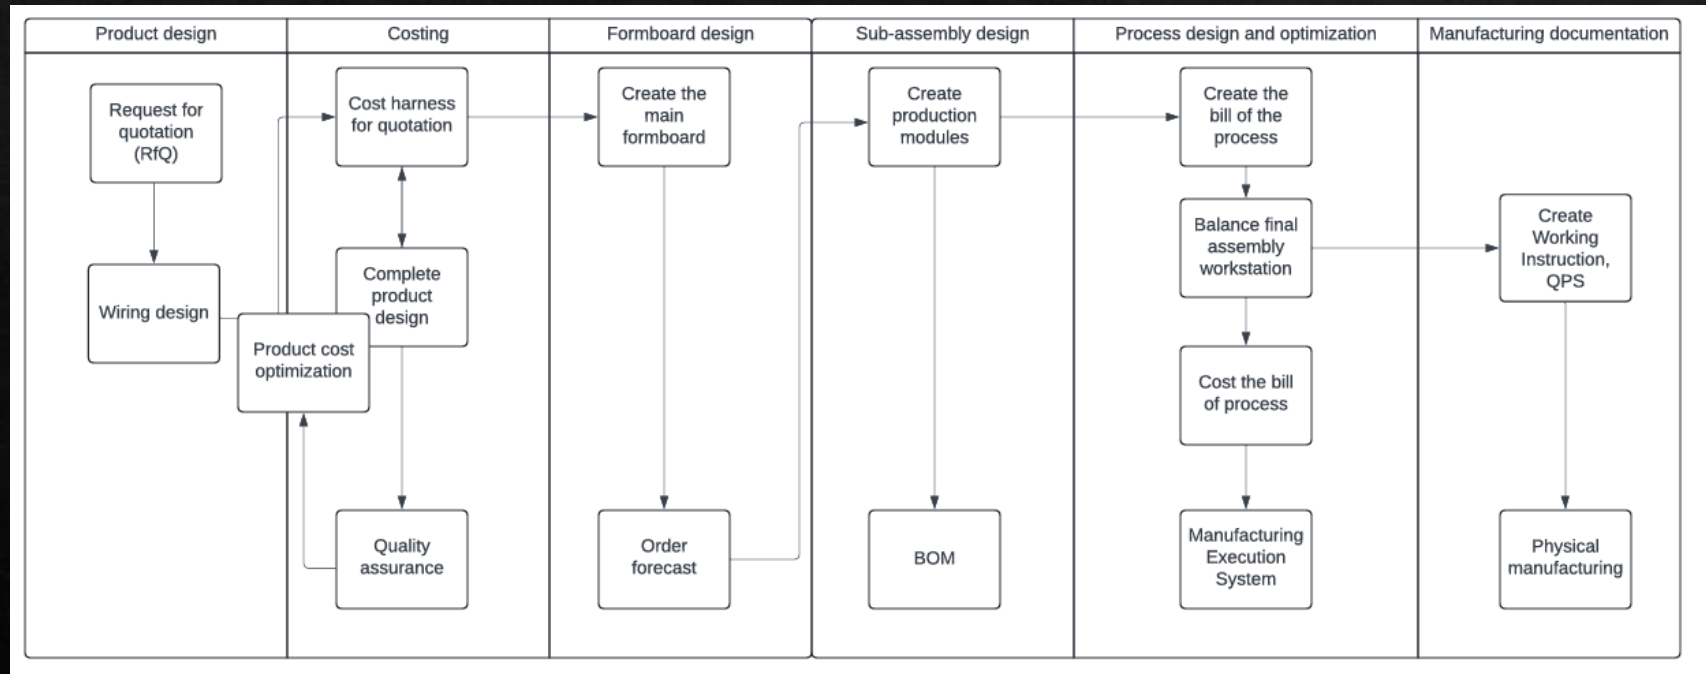 Product design
Costing
Formboard design
Sub-assembly design
Process design and optimization
Manufacturing documentation
Request for
quotation
(RfQ)
Wiring design
Cost harness
for quotation
Complete
product
design
Product cost
optimization
Quality
assurance
Create the
main
formboard
Order
forecast
Create
production
modules
BOM
Create the
bill of the
process
Balance final
assembly
workstation
Cost the bill
of process
Manufacturing
Execution
System
Create
Working
Instruction,
QPS
Physical
manufacturing